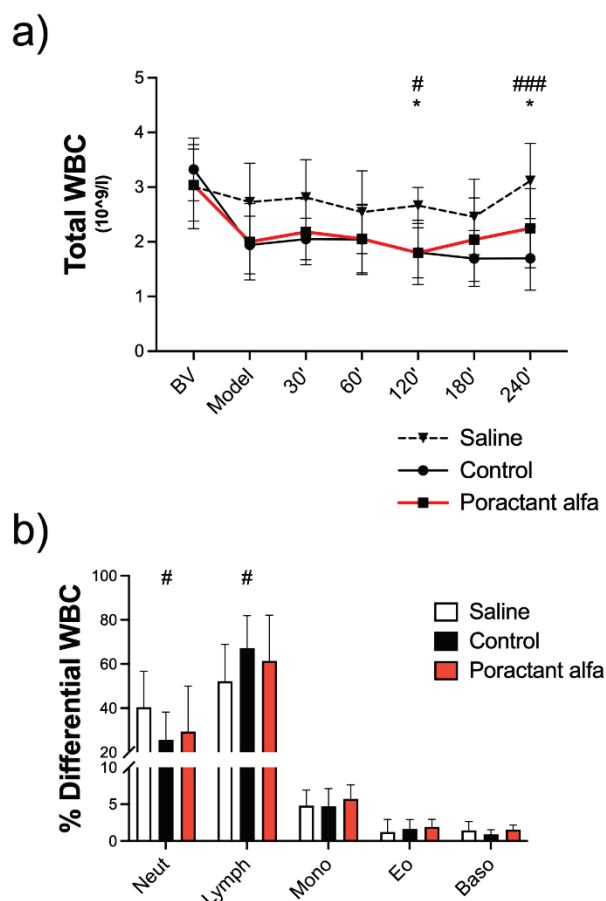 a)
Total WBC
(10^9/l)
5
4
3
2
1
0
#
*
###
*
BV
Model
30'
60'
120'
180'
240'
Saline
Control
Poractant alfa
b)
% Differential WBC
100
80
60
40
20
10
5
0
#
#
Saline
Control
Poractant alfa
Neut
Lymph
Mono
Eo
Baso